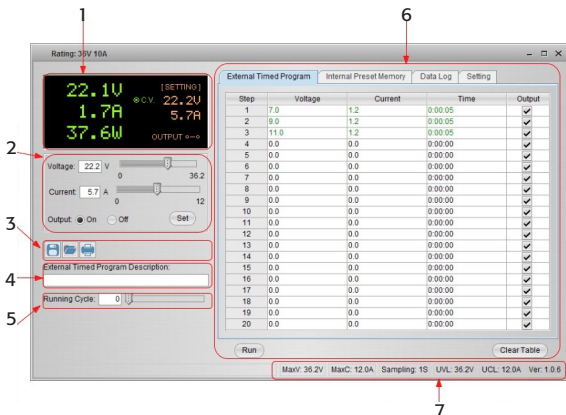 1
6
Rating: 36V 10A
22.1V
1.7A
37.6W
[SETTING]
C.V. 22.2V
5.7A
OUTPUT
2
Voltage: 22.2 V
0 36.2
Current: 5.7 A
0 12
Output: On Off Set
3
4
External Timed Program Description:
5
Running Cycle: 0
External Timed Program Internal Preset Memory Data Log Setting
Step Voltage Current Time Output
1 7.0 1.2 0:00:05
2 9.0 1.2 0:00:05
3 11.0 1.2 0:00:05
4 0.0 0.0 0:00:00
5 0.0 0.0 0:00:00
6 0.0 0.0 0:00:00
7 0.0 0.0 0:00:00
8 0.0 0.0 0:00:00
9 0.0 0.0 0:00:00
10 0.0 0.0 0:00:00
11 0.0 0.0 0:00:00
12 0.0 0.0 0:00:00
13 0.0 0.0 0:00:00
14 0.0 0.0 0:00:00
15 0.0 0.0 0:00:00
16 0.0 0.0 0:00:00
17 0.0 0.0 0:00:00
18 0.0 0.0 0:00:00
19 0.0 0.0 0:00:00
20 0.0 0.0 0:00:00
Run Clear Table
MaxV: 36.2V MaxC: 12.0A Sampling: 1S UVL: 36.2V UCL: 12.0A Ver: 1.0.6
7